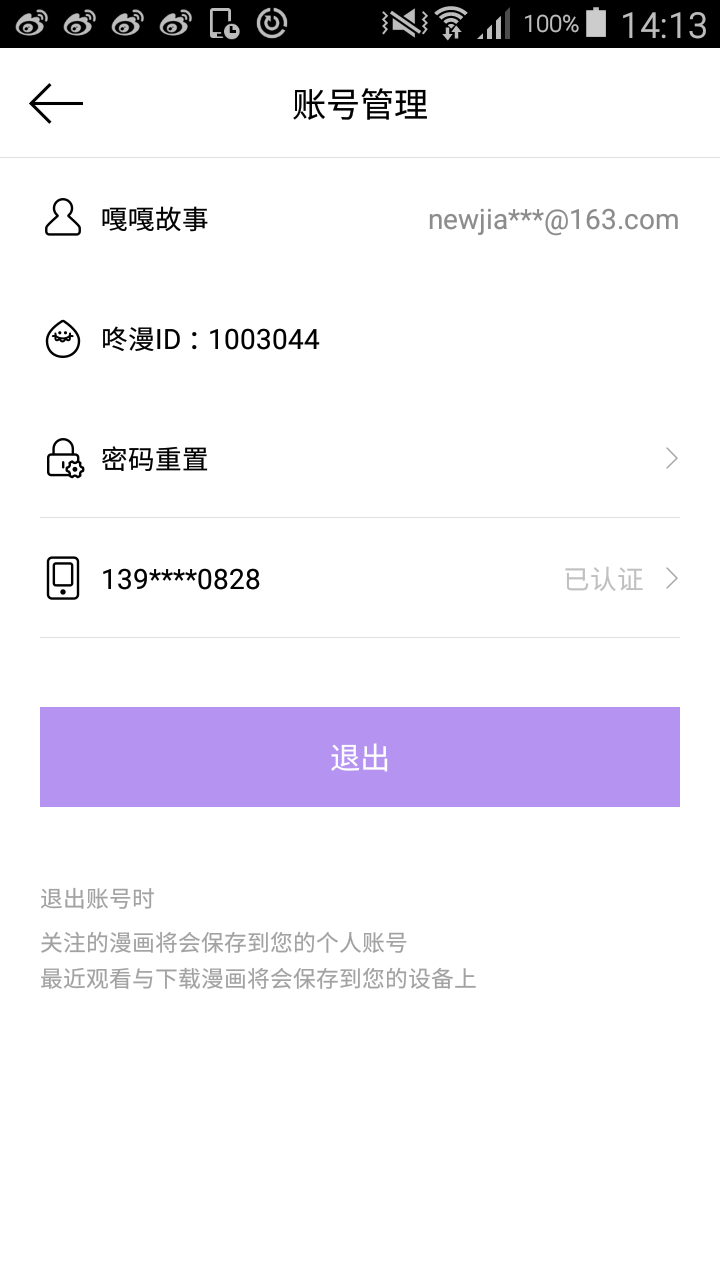 100% 14:13
账号管理
嘎嘎故事 newjia***@163.com
咚漫ID：1003044
密码重置
139****0828 已认证
退出
退出账号时
关注的漫画将会保存到您的个人账号
最近观看与下载漫画将会保存到您的设备上